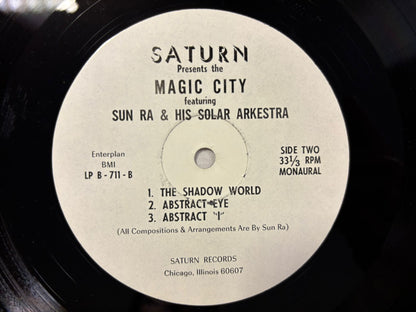 SATURN
Presents the
MAGIC CITY
featuring
SUN RA & HIS SOLAR ARKESTRA
Enterplan
BMI
LP B - 711 - B
SIDE TWO
33 1/3 RPM
MONAURAL
1. THE SHADOW WORLD
2. ABSTRACT EYE
3. ABSTRACT "I"
(All Compositions & Arrangements Are By Sun Ra)
SATURN RECORDS
Chicago, Illinois 60607